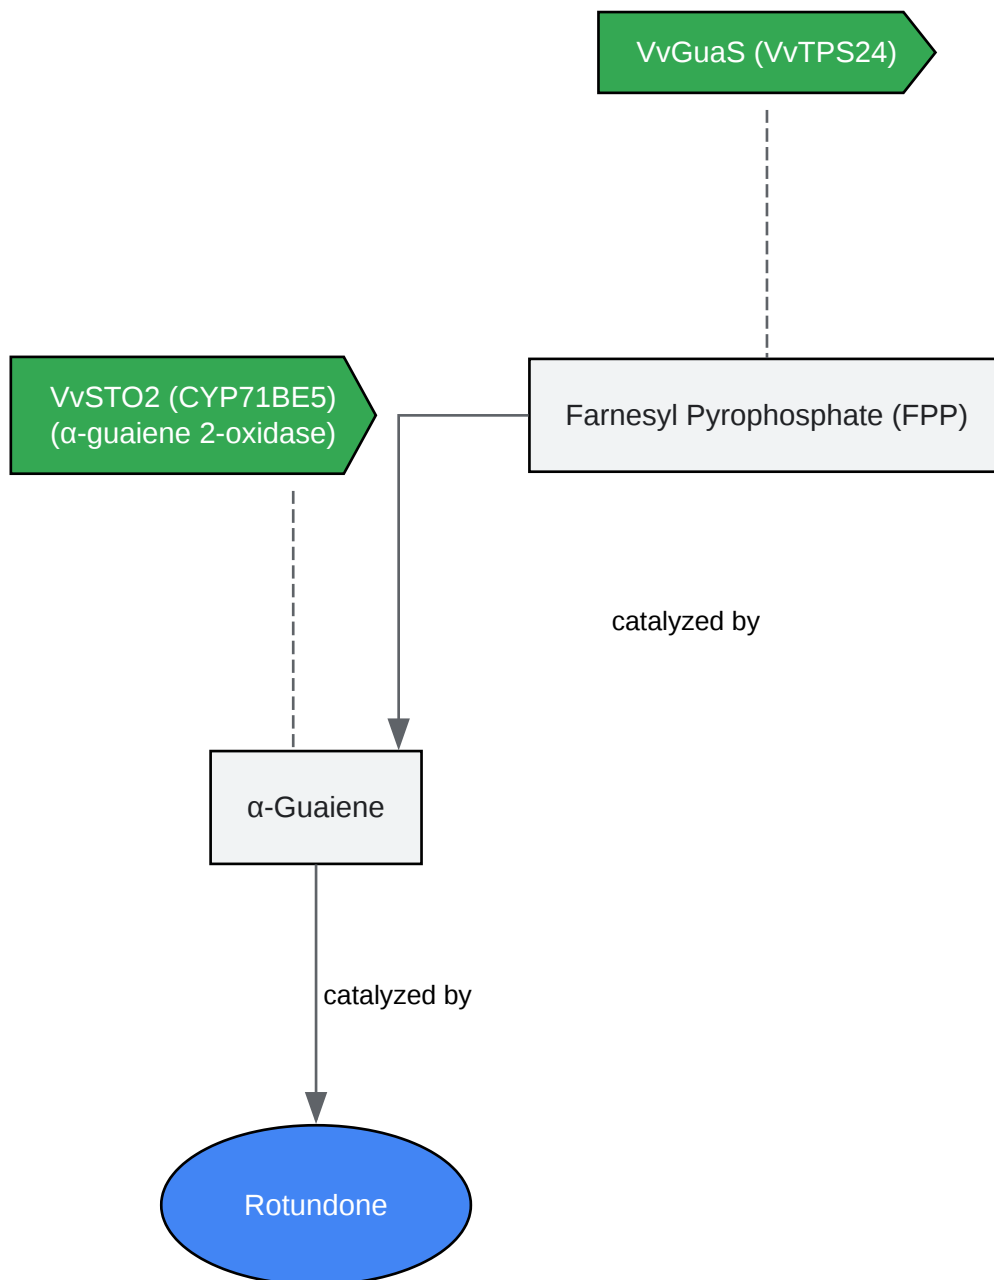 VvGuaS (VvTPS24)
VvSTO2 (CYP71BE5)
(α-guaiene 2-oxidase)
Farnesyl Pyrophosphate (FPP)
catalyzed by
α-Guaiene
catalyzed by
Rotundone